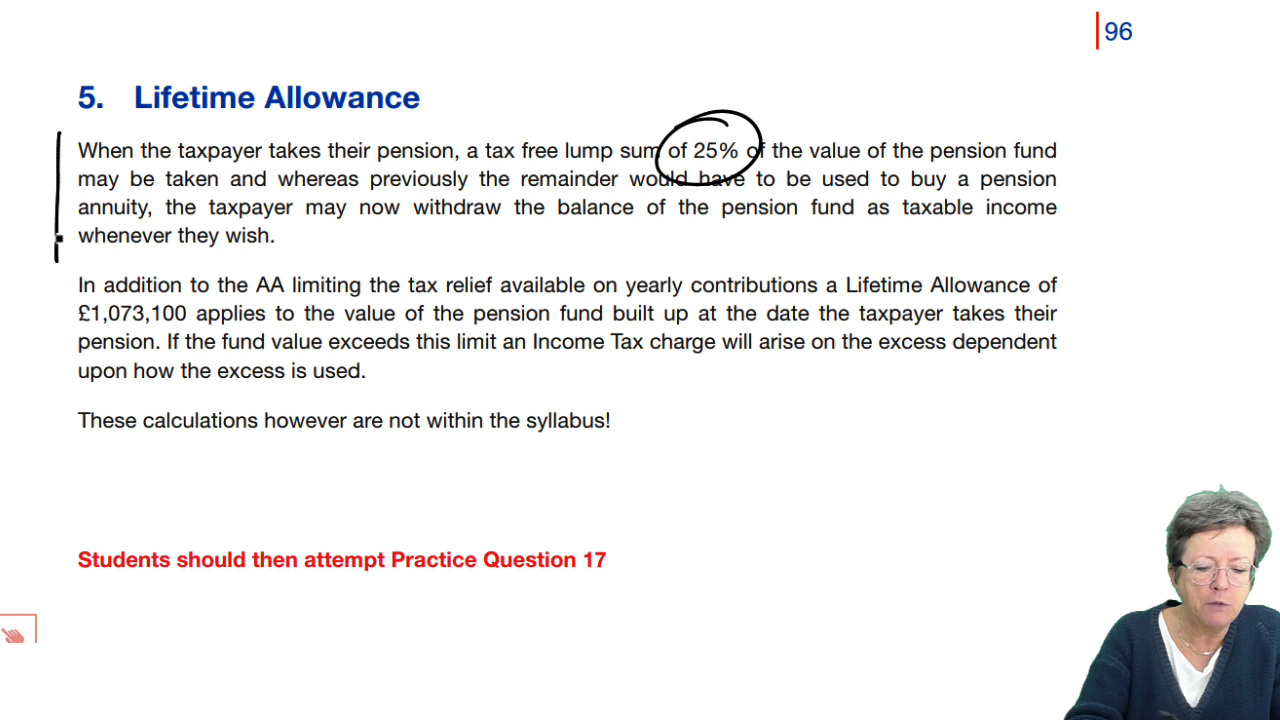 96
5. Lifetime Allowance
When the taxpayer takes their pension, a tax free lump sum of 25% of the value of the pension fund
may be taken and whereas previously the remainder would have to be used to buy a pension
annuity, the taxpayer may now withdraw the balance of the pension fund as taxable income
whenever they wish.
In addition to the AA limiting the tax relief available on yearly contributions a Lifetime Allowance of
£1,073,100 applies to the value of the pension fund built up at the date the taxpayer takes their
pension. If the fund value exceeds this limit an Income Tax charge will arise on the excess dependent
upon how the excess is used.
These calculations however are not within the syllabus!
Students should then attempt Practice Question 17